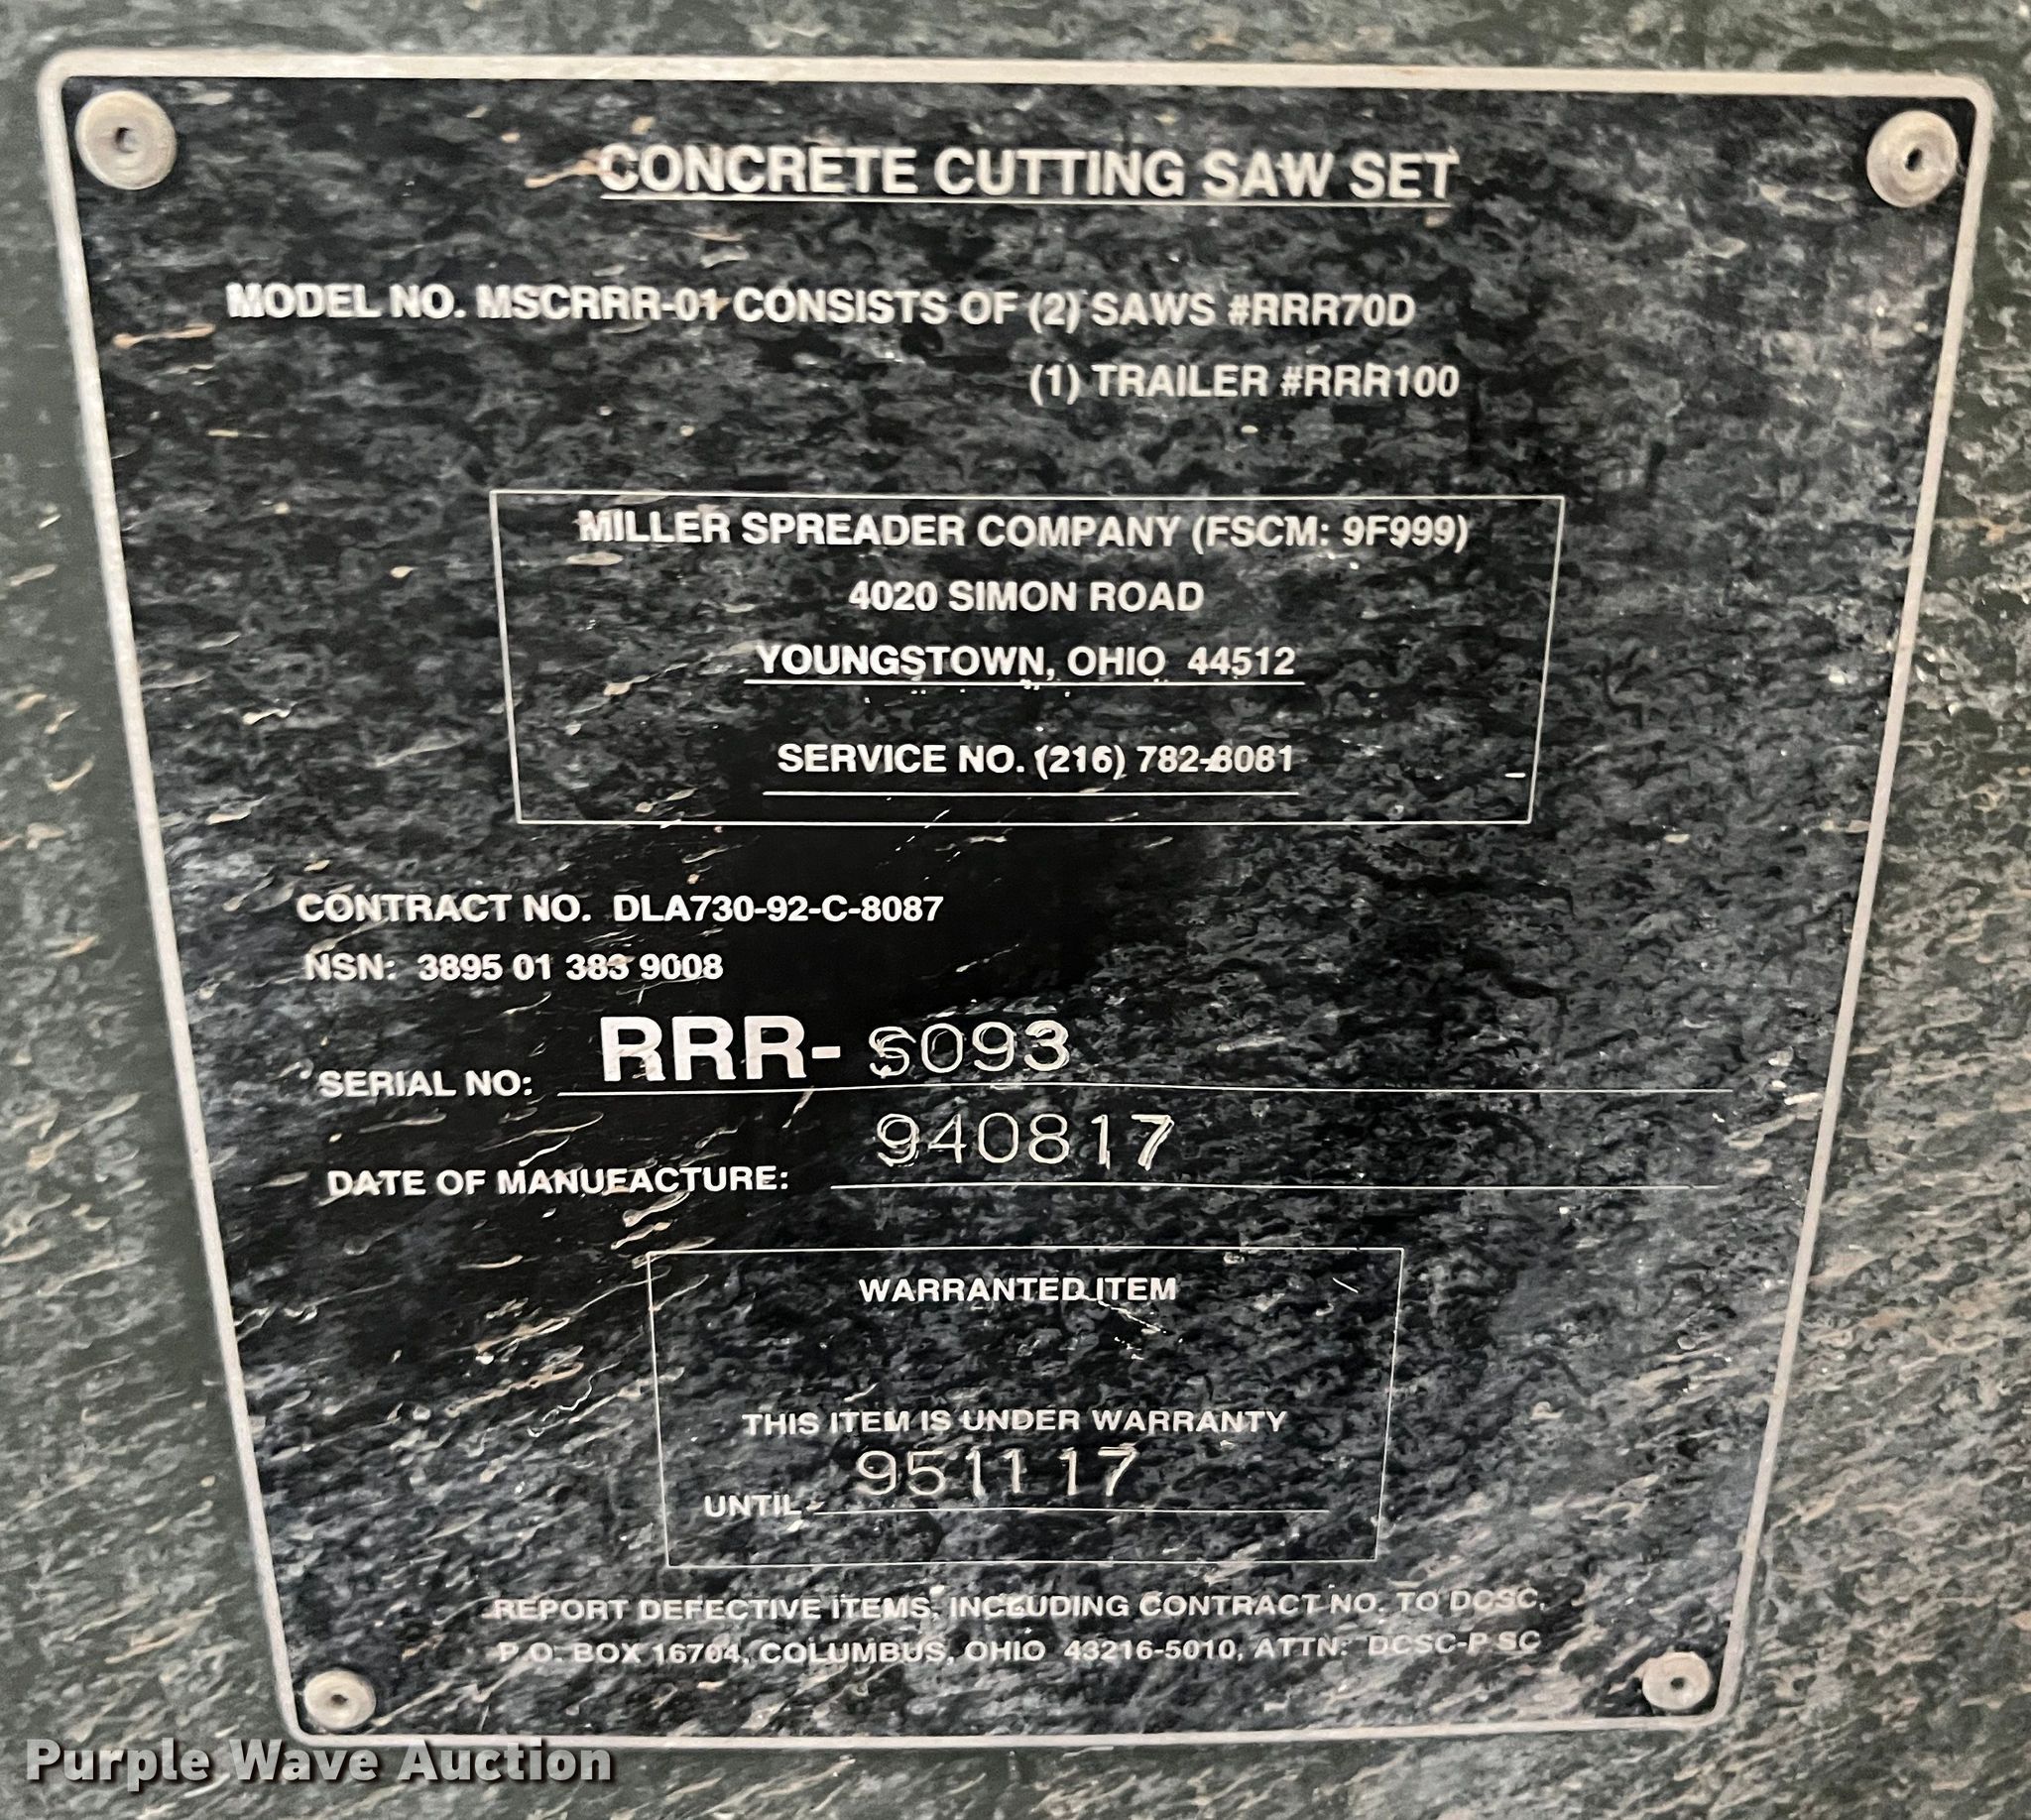 CONCRETE CUTTING SAW SET
MODEL NO. MSCRRR-01 CONSISTS OF (2) SAWS #RRR70D
(1) TRAILER #RRR100
MILLER SPREADER COMPANY (FSCM: 9F999)
4020 SIMON ROAD
YOUNGSTOWN, OHIO 44512
SERVICE NO. (216) 782-8081
CONTRACT NO. DLA730-92-C-8087
NSN: 3895 01 383 9008
SERIAL NO: RRR- S093
DATE OF MANUFACTURE: 940817
WARRANTED ITEM
THIS ITEM IS UNDER WARRANTY
UNTIL 951117
REPORT DEFECTIVE ITEMS, INCLUDING CONTRACT NO. TO DCSC,
P.O. BOX 16704, COLUMBUS, OHIO 43216-5010, ATTN: DCSC-P SC
Purple Wave Auction